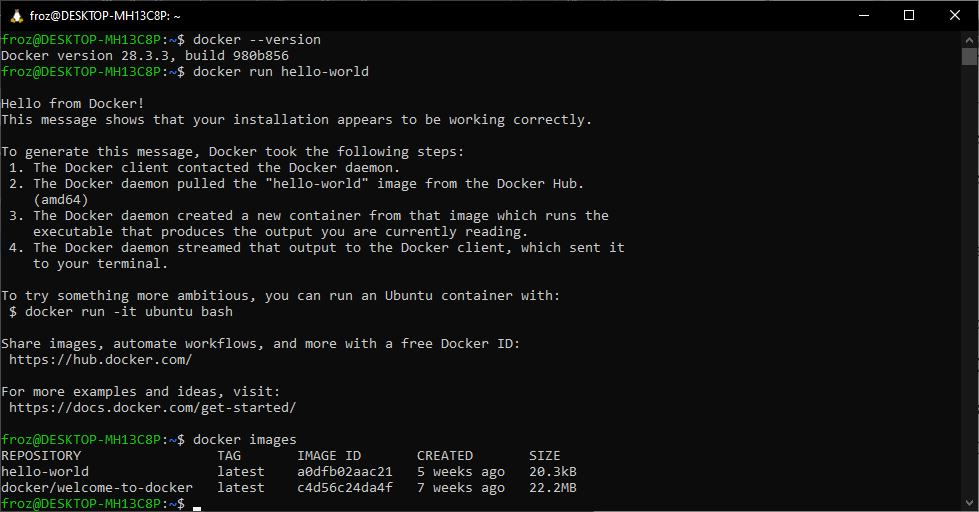 froz@DESKTOP-MH13C8P: ~
froz@DESKTOP-MH13C8P:~$ docker --version
Docker version 28.3.3, build 980b856
froz@DESKTOP-MH13C8P:~$ docker run hello-world
Hello from Docker!
This message shows that your installation appears to be working correctly.
To generate this message, Docker took the following steps:
1. The Docker client contacted the Docker daemon.
2. The Docker daemon pulled the "hello-world" image from the Docker Hub.
(amd64)
3. The Docker daemon created a new container from that image which runs the
executable that produces the output you are currently reading.
4. The Docker daemon streamed that output to the Docker client, which sent it
to your terminal.
To try something more ambitious, you can run an Ubuntu container with:
$ docker run -it ubuntu bash
Share images, automate workflows, and more with a free Docker ID:
https://hub.docker.com/
For more examples and ideas, visit:
https://docs.docker.com/get-started/
froz@DESKTOP-MH13C8P:~$ docker images
REPOSITORY TAG IMAGE ID CREATED SIZE
hello-world latest a0dfb02aac21 5 weeks ago 20.3kB
docker/welcome-to-docker latest c4d56c24da4f 7 weeks ago 22.2MB
froz@DESKTOP-MH13C8P:~$